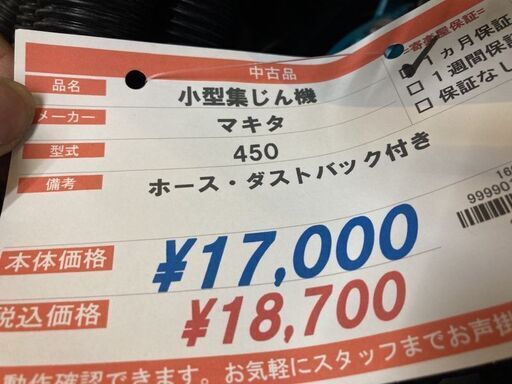 中古品
品名 小型集じん機
メーカー マキタ
型式 450
備考 ホース・ダストバック付き
本体価格 ¥17,000
税込価格 ¥18,700
動作確認できます。お気軽にスタッフまでお声掛
保証=
1ヵ月保証
1週間保証
保証なし